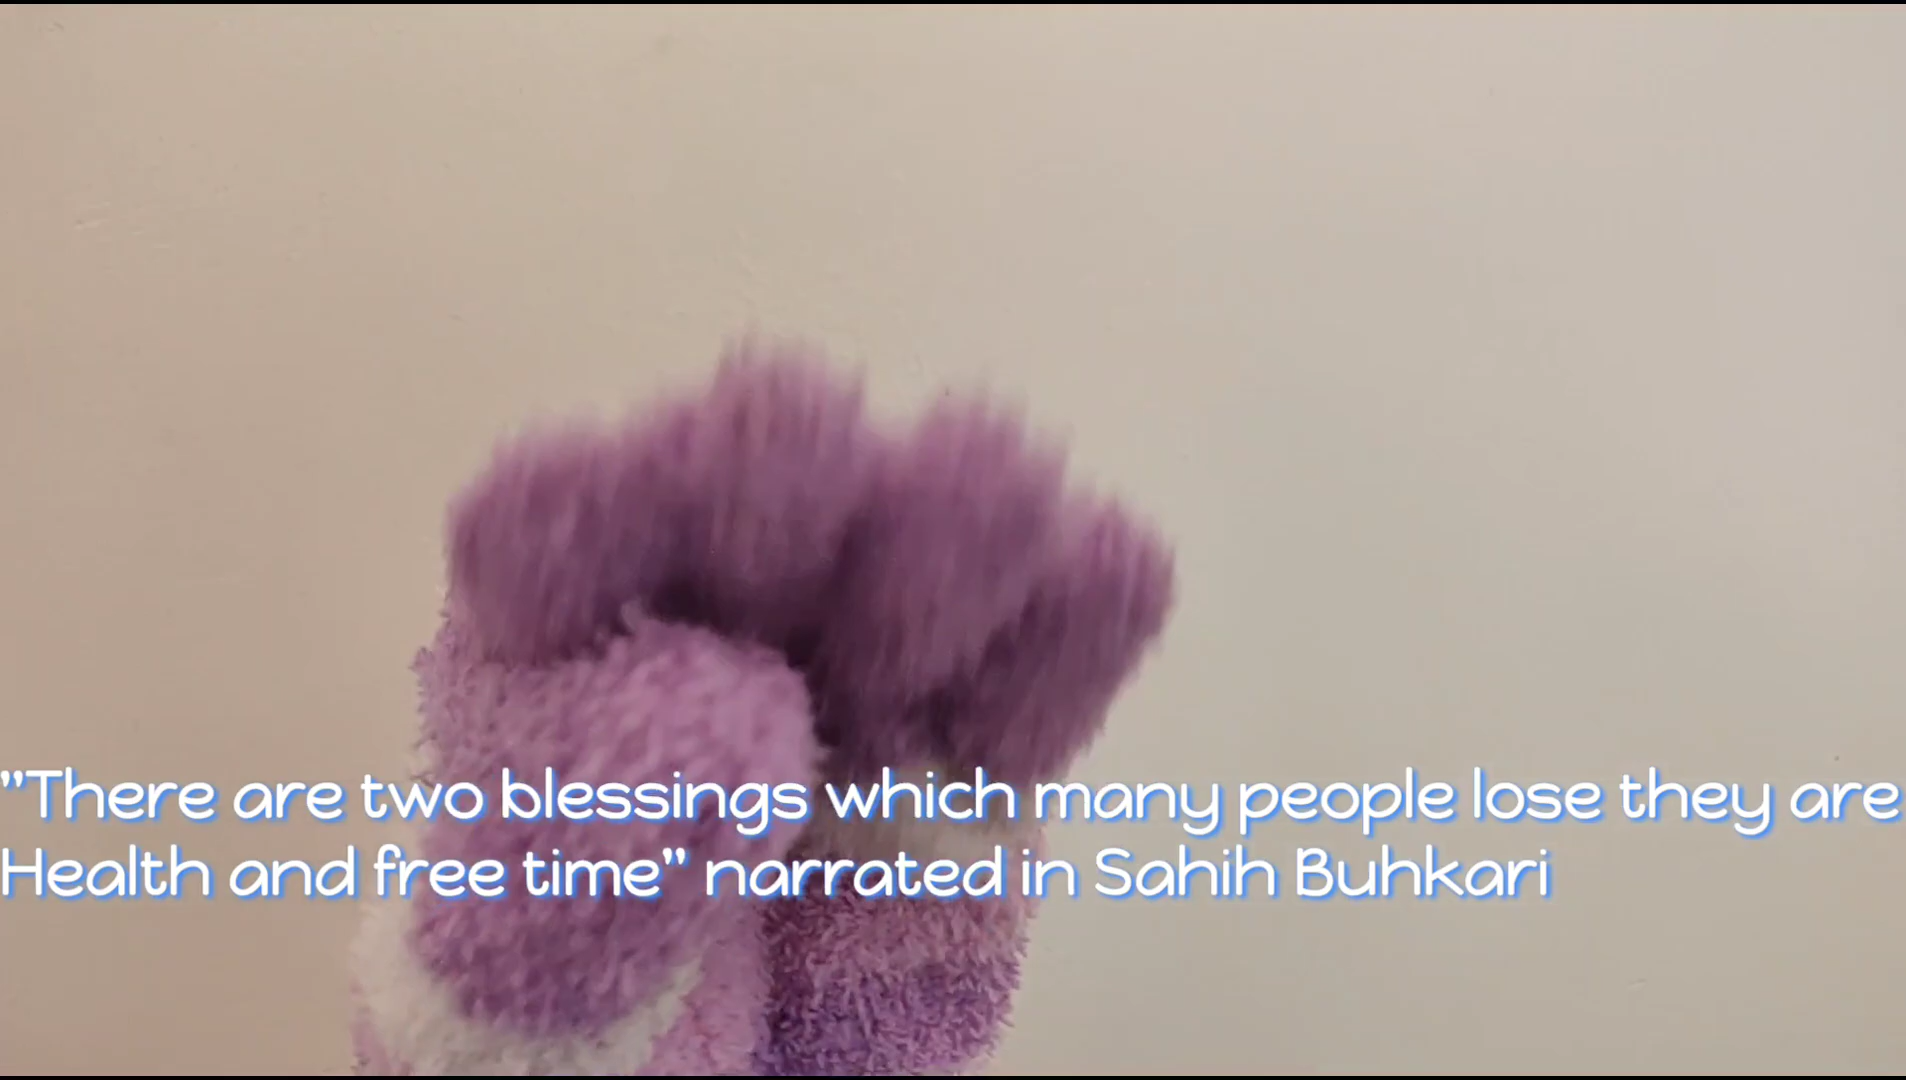 "There are two blessings which many people lose they are
Health and free time" narrated in Sahih Buhkari